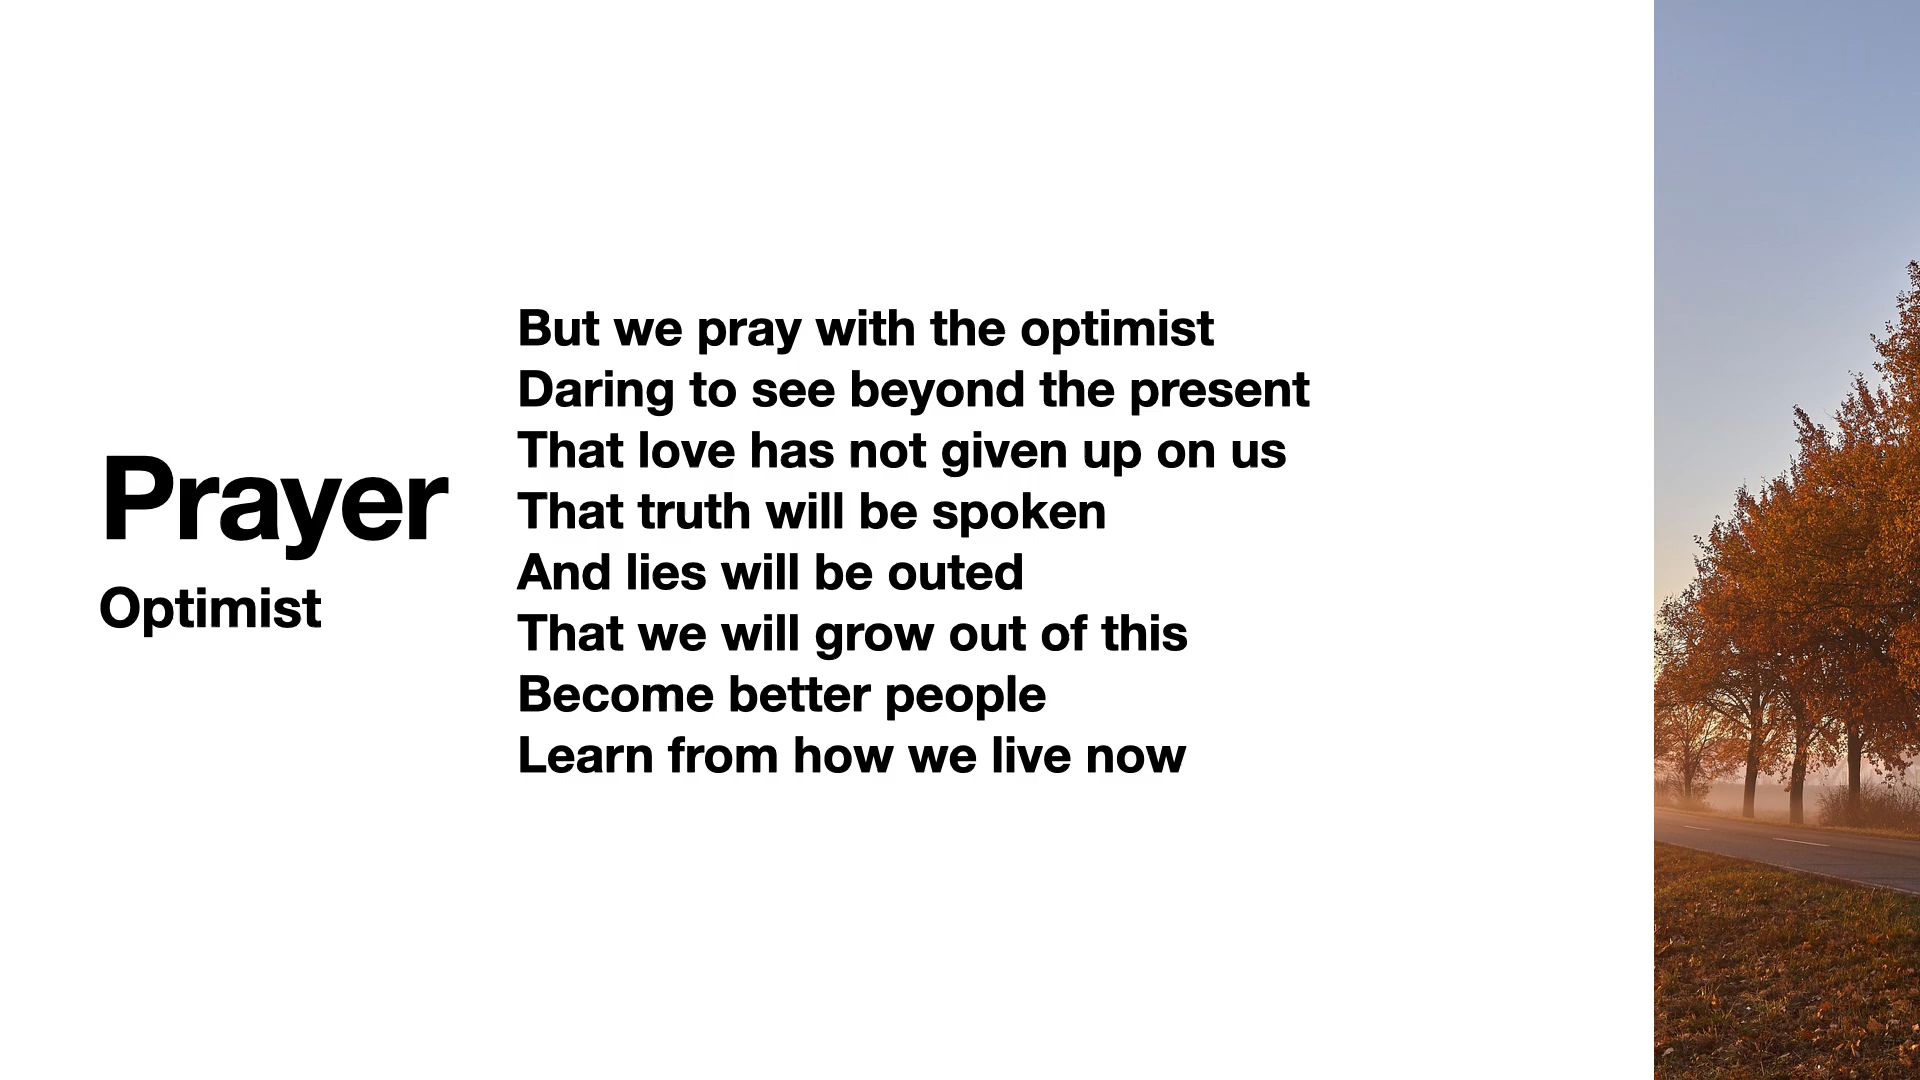 Prayer
Optimist
But we pray with the optimist
Daring to see beyond the present
That love has not given up on us
That truth will be spoken
And lies will be outed
That we will grow out of this
Become better people
Learn from how we live now